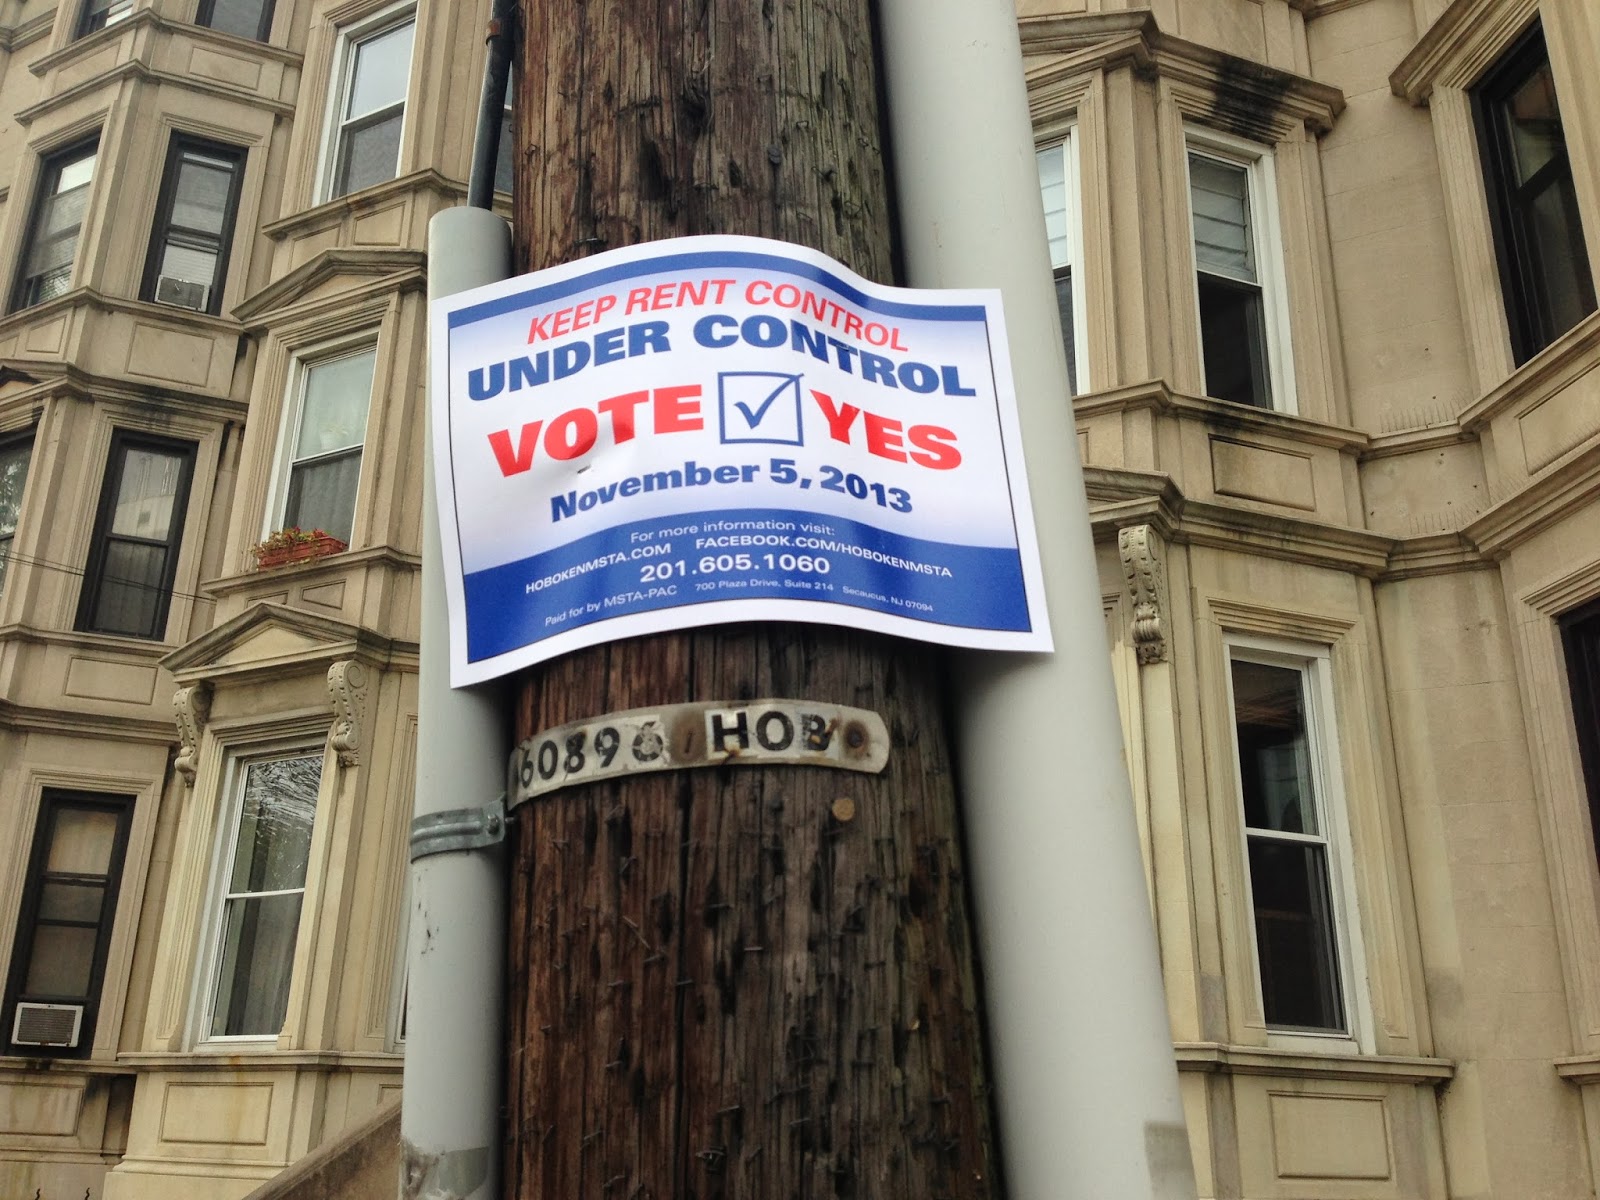 KEEP RENT CONTROL
UNDER CONTROL
VOTE YES
November 5, 2013
For more information visit:
HOBOKENMSTA.COM FACEBOOK.COM/HOBOKENMSTA
201.605.1060
Paid for by MSTA-PAC 700 Plaza Drive, Suite 214 Secaucus, NJ 07094
60896 HOB